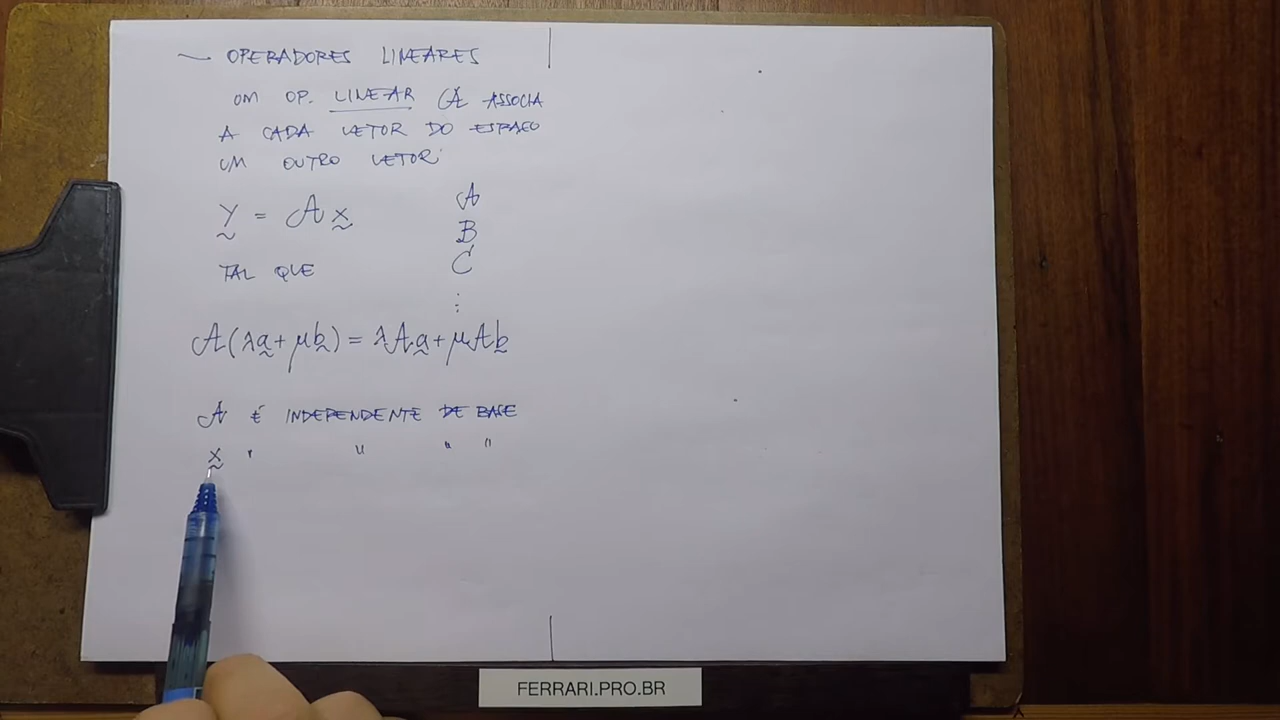 ~ OPERADORES LINEARES
UM OP. LINEAR A ASSOCIA
A CADA VETOR DO ESPAÇO
UM OUTRO VETOR:
y = A x
A
B
C
⋮
TAL QUE
A(λa + μb) = λAa + μAb
A É INDEPENDENTE DE BASE
x " " " "
FERRARI.PRO.BR